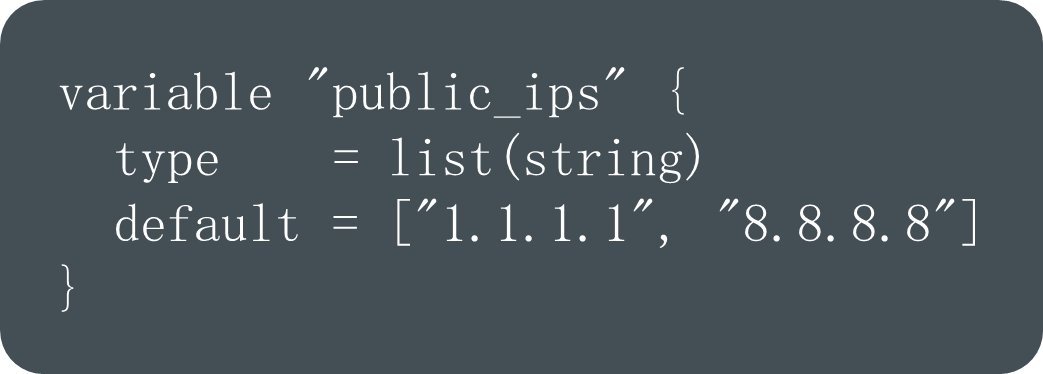 variable "public_ips" {
  type    = list(string)
  default = ["1.1.1.1", "8.8.8.8"]
}